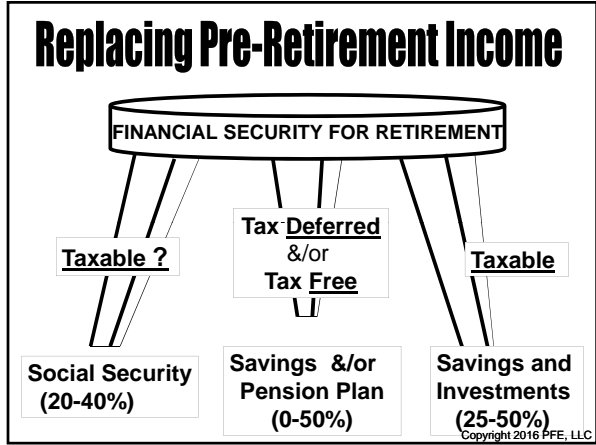 Replacing Pre-Retirement Income
FINANCIAL SECURITY FOR RETIREMENT
Taxable ?
Tax Deferred
&/or
Tax Free
Taxable
Social Security
(20-40%)
Savings &/or
Pension Plan
(0-50%)
Savings and
Investments
(25-50%)
Copyright 2016 PFE, LLC